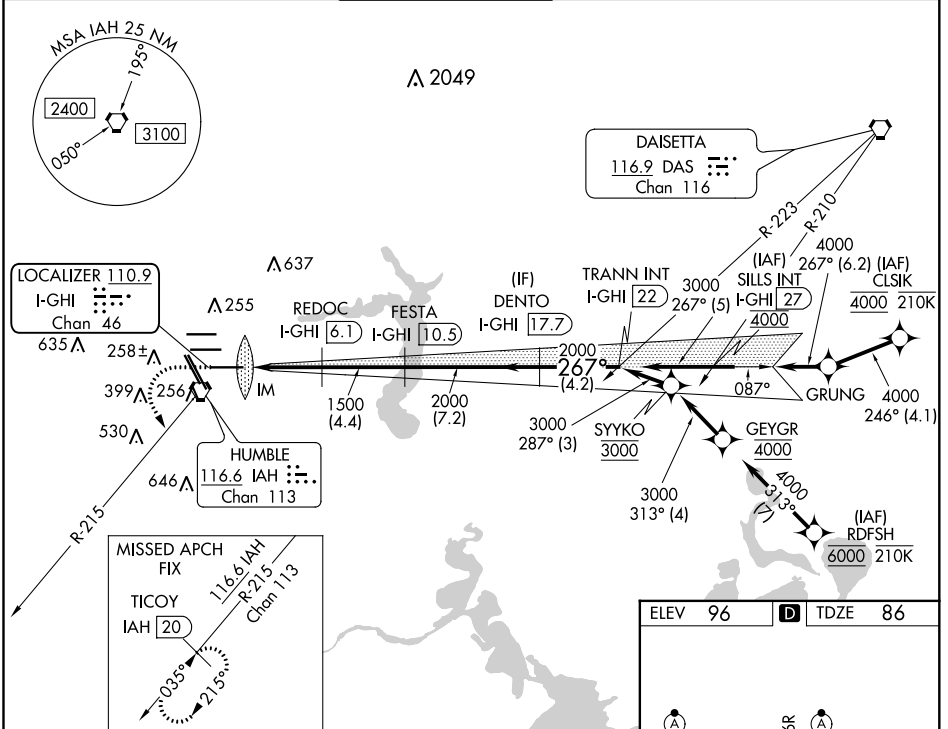 MSA IAH 25 NM
195°
2400
3100
050°
2049
DAISETTA
116.9 DAS
Chan 116
R-223
R-210
LOCALIZER 110.9
I-GHI
Chan 46
637
255
635
258±
399
256
530
646
IM
REDOC
I-GHI 6.1
FESTA
I-GHI 10.5
(IF)
DENTO
I-GHI 17.7
TRANN INT
I-GHI 22
3000
267° (5)
(IAF)
SILLS INT
I-GHI 27
4000
4000
267° (6.2)
(IAF)
CLSIK
4000 210K
2000
267°
(4.2)
087°
GRUNG
4000
246° (4.1)
1500
(4.4)
2000
(7.2)
3000
287° (3)
SYYKO
3000
GEYGR
4000
3000
313° (4)
4000
313°
(7)
(IAF)
RDFSH
6000 210K
HUMBLE
116.6 IAH
Chan 113
R-215
MISSED APCH
FIX
TICOY
IAH 20
116.6 IAH
R-215
Chan 113
035°
215°
ELEV 96
D
TDZE 86
A
A